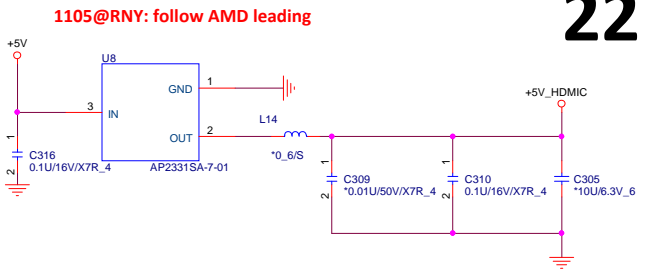 1105@RNY: follow AMD leading
22
+5V
U8
+5V_HDMIC
GND
1
3
IN
L14
OUT
2
1
C316
0.1U/16V/X7R_4
2
AP2331SA-7-01
*0_6/S
1
C309
*0.01U/50V/X7R_4
2
1
C310
0.1U/16V/X7R_4
2
C305
*10U/6.3V_6